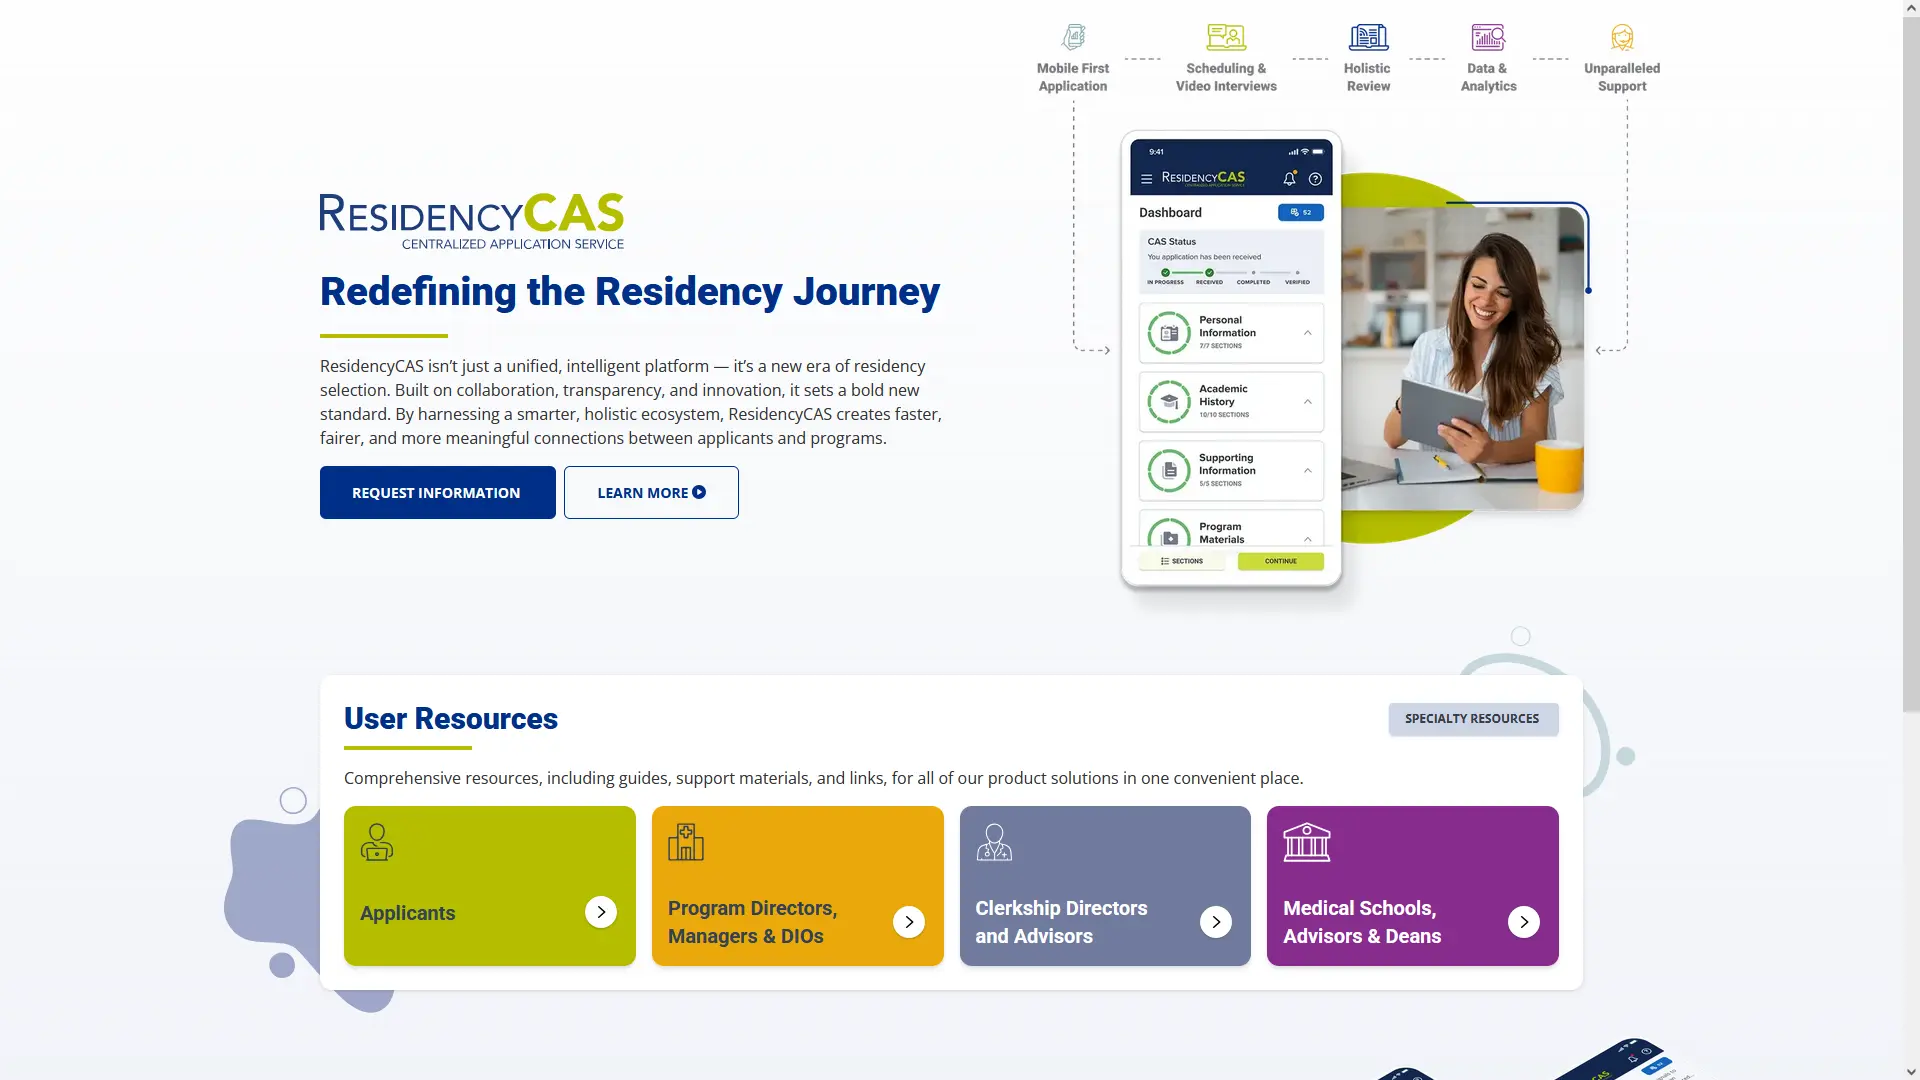 Mobile First
Application
Scheduling &
Video Interviews
Holistic
Review
Data &
Analytics
Unparalleled
Support
RESIDENCYCAS
CENTRALIZED APPLICATION SERVICE
Redefining the Residency Journey
ResidencyCAS isn’t just a unified, intelligent platform — it’s a new era of residency
selection. Built on collaboration, transparency, and innovation, it sets a bold new
standard. By harnessing a smarter, holistic ecosystem, ResidencyCAS creates faster,
fairer, and more meaningful connections between applicants and programs.
REQUEST INFORMATION
LEARN MORE
9:41
RESIDENCYCAS
CENTRALIZED APPLICATION SERVICE
Dashboard
52
CAS Status
You application has been received
IN PROGRESS RECEIVED COMPLETED VERIFIED
Personal
Information
7/7 SECTIONS
Academic
History
10/10 SECTIONS
Supporting
Information
5/5 SECTIONS
Program
Materials
SECTIONS
CONTINUE
User Resources
SPECIALTY RESOURCES
Comprehensive resources, including guides, support materials, and links, for all of our product solutions in one convenient place.
Applicants
Program Directors,
Managers & DIOs
Clerkship Directors
and Advisors
Medical Schools,
Advisors & Deans